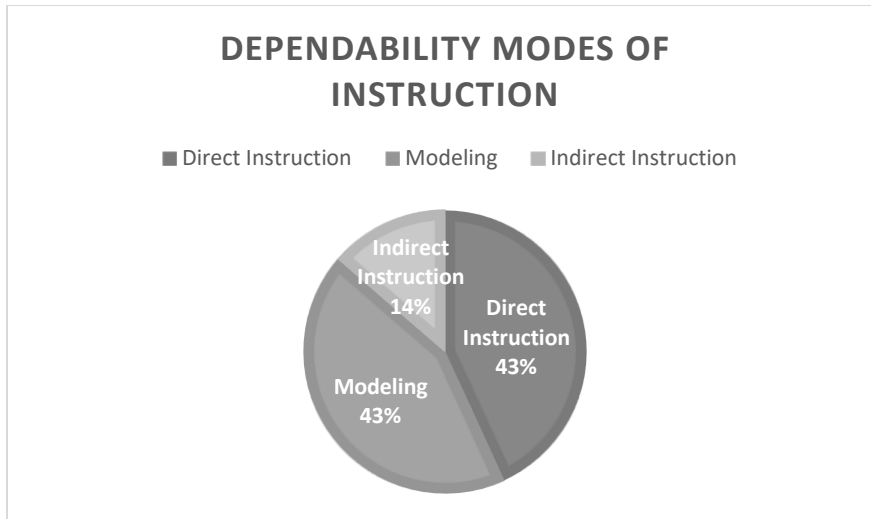 DEPENDABILITY MODES OF
INSTRUCTION
Direct Instruction Modeling Indirect Instruction
Indirect
Instruction
14%
Direct
Instruction
43%
Modeling
43%